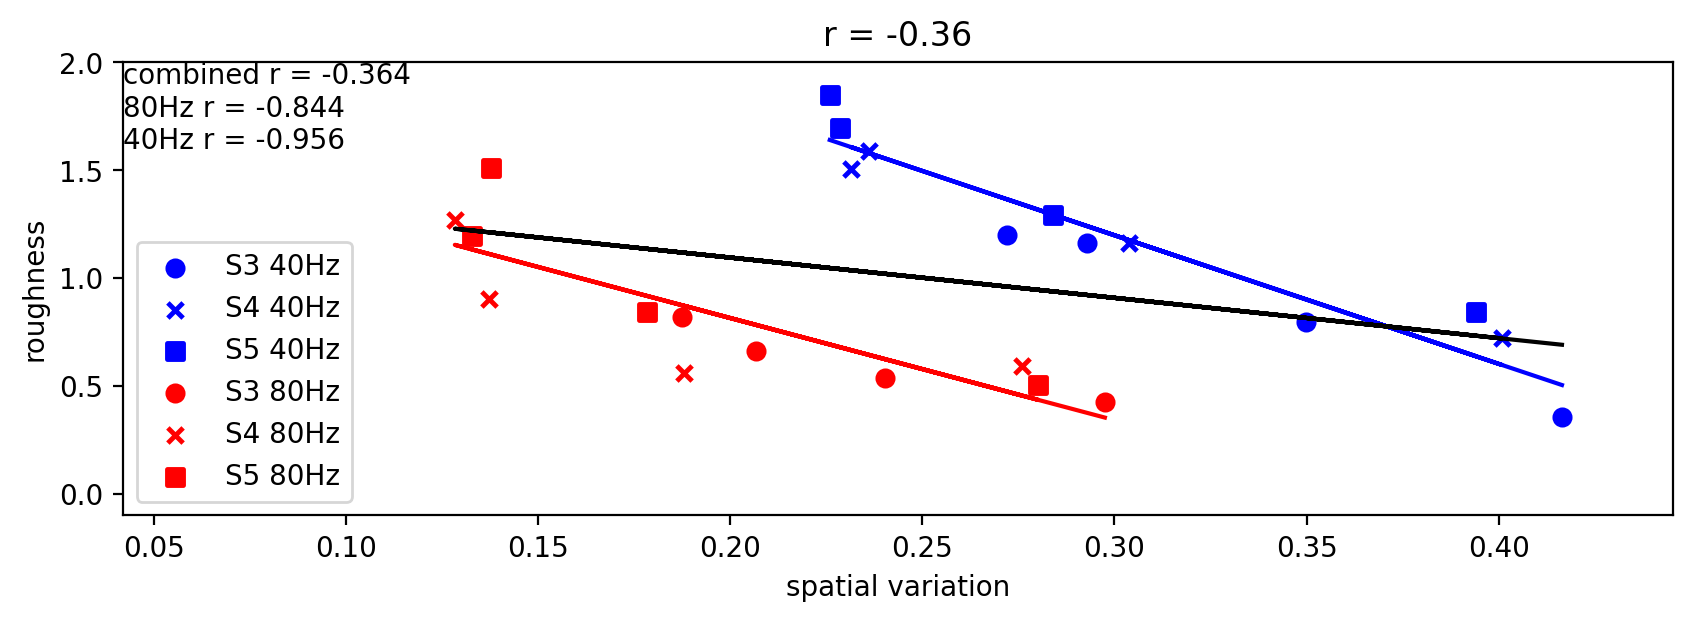 r = -0.36
combined r = -0.364
80Hz r = -0.844
40Hz r = -0.956
2.0
1.5
1.0
0.5
0.0
roughness
S3 40Hz
S4 40Hz
S5 40Hz
S3 80Hz
S4 80Hz
S5 80Hz
0.05 0.10 0.15 0.20 0.25 0.30 0.35 0.40
spatial variation